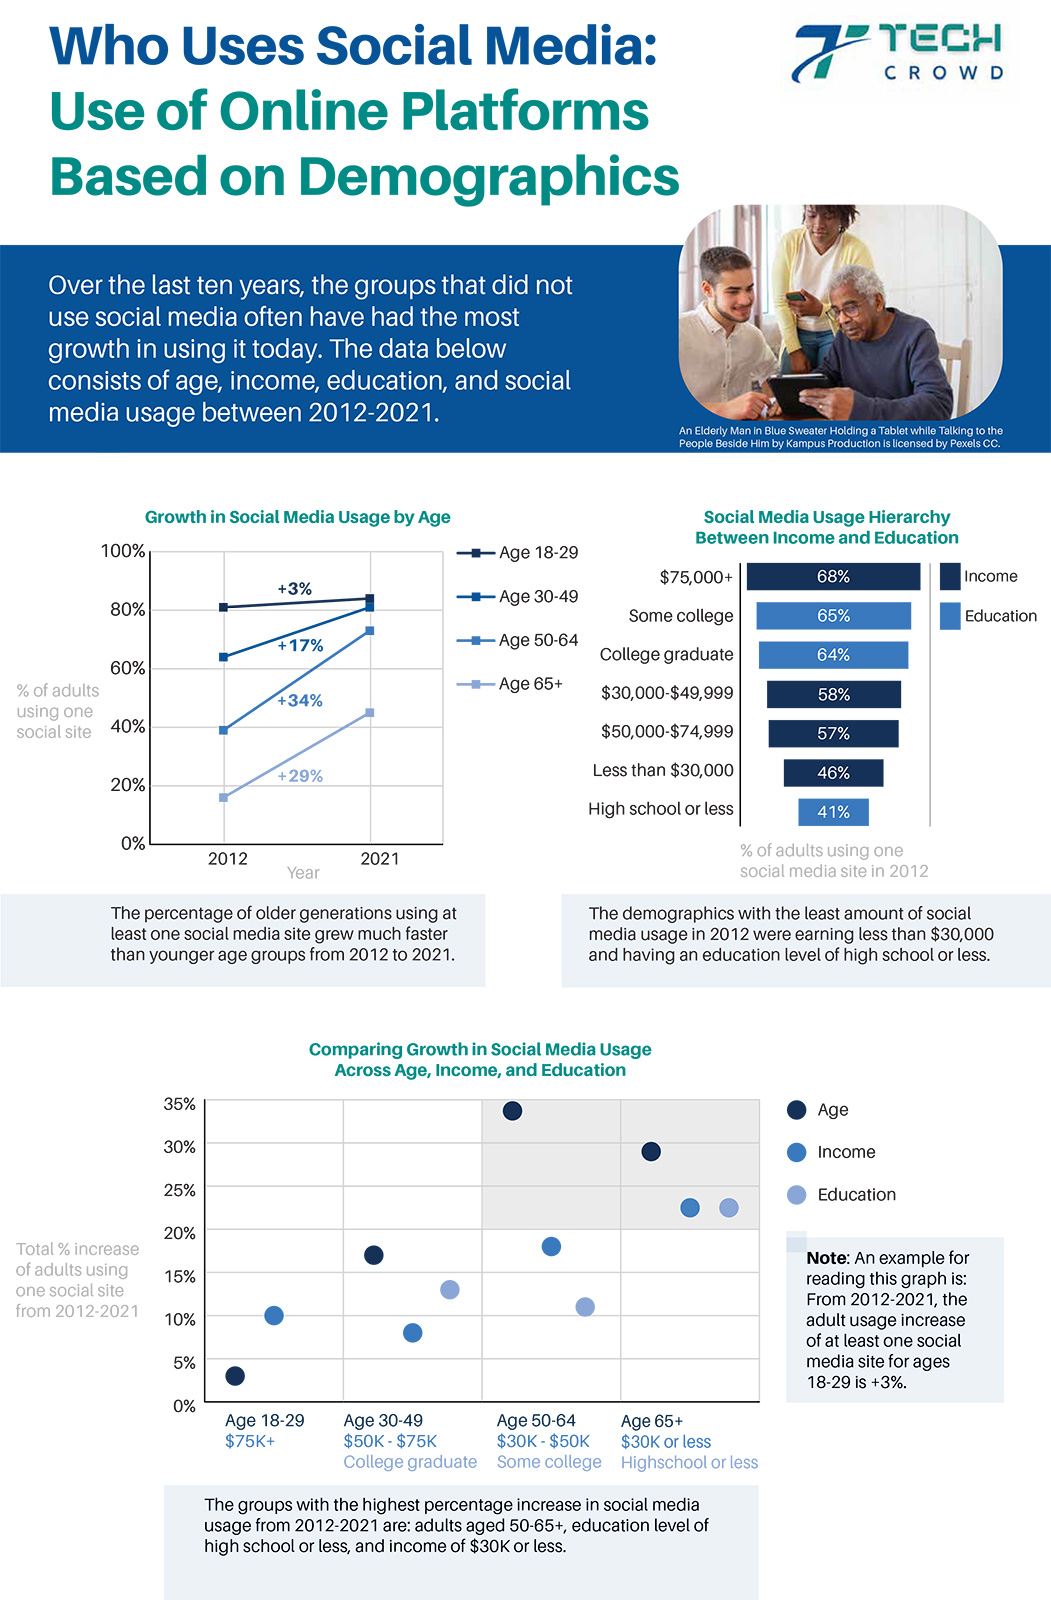 Who Uses Social Media:
Use of Online Platforms
Based on Demographics
TECH
CROWD
Over the last ten years, the groups that did not
use social media often have had the most
growth in using it today. The data below
consists of age, income, education, and social
media usage between 2012-2021.
An Elderly Man in Blue Sweater Holding a Tablet while Talking to the
People Beside Him by Kampus Production is licensed by Pexels CC.
Growth in Social Media Usage by Age
100%
80%
60%
40%
20%
0%
% of adults
using one
social site
+3%
+17%
+34%
+29%
2012
2021
Year
Age 18-29
Age 30-49
Age 50-64
Age 65+
The percentage of older generations using at
least one social media site grew much faster
than younger age groups from 2012 to 2021.
Social Media Usage Hierarchy
Between Income and Education
$75,000+ 68%
Some college 65%
College graduate 64%
$30,000-$49,999 58%
$50,000-$74,999 57%
Less than $30,000 46%
High school or less 41%
Income
Education
% of adults using one
social media site in 2012
The demographics with the least amount of social
media usage in 2012 were earning less than $30,000
and having an education level of high school or less.
Comparing Growth in Social Media Usage
Across Age, Income, and Education
35%
30%
25%
20%
15%
10%
5%
0%
Total % increase
of adults using
one social site
from 2012-2021
Age 18-29
$75K+
Age 30-49
$50K - $75K
College graduate
Age 50-64
$30K - $50K
Some college
Age 65+
$30K or less
Highschool or less
Age
Income
Education
Note: An example for
reading this graph is:
From 2012-2021, the
adult usage increase
of at least one social
media site for ages
18-29 is +3%.
The groups with the highest percentage increase in social media
usage from 2012-2021 are: adults aged 50-65+, education level of
high school or less, and income of $30K or less.